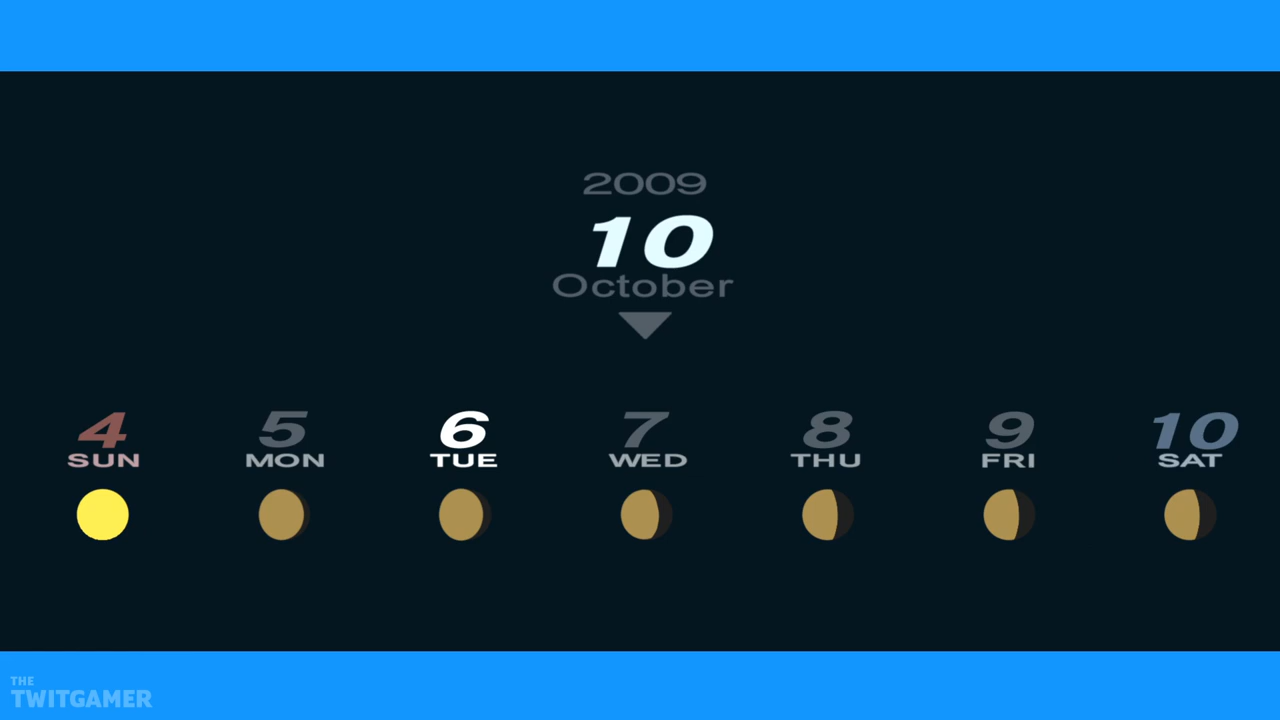 2009
10
October
4 5 6 7 8 9 10
SUN MON TUE WED THU FRI SAT
THE
TWITGAMER